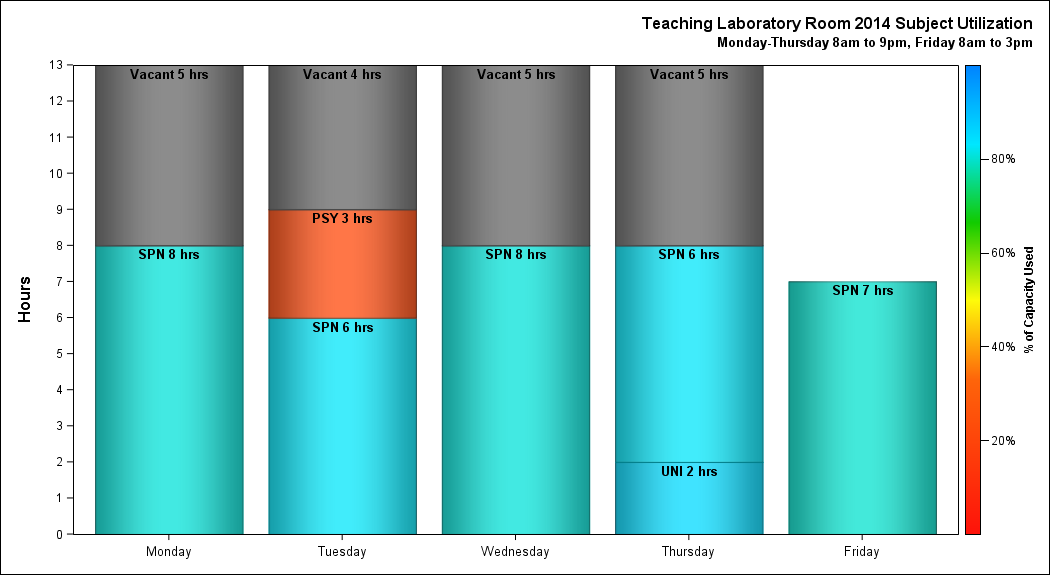 Teaching Laboratory Room 2014 Subject Utilization
Monday-Thursday 8am to 9pm, Friday 8am to 3pm
Hours
13
12
11
10
9
8
7
6
5
4
3
2
1
0
Vacant 5 hrs
SPN 8 hrs
Vacant 4 hrs
PSY 3 hrs
SPN 6 hrs
Vacant 5 hrs
SPN 8 hrs
Vacant 5 hrs
SPN 6 hrs
UNI 2 hrs
SPN 7 hrs
Monday
Tuesday
Wednesday
Thursday
Friday
80%
60%
40%
20%
% of Capacity Used